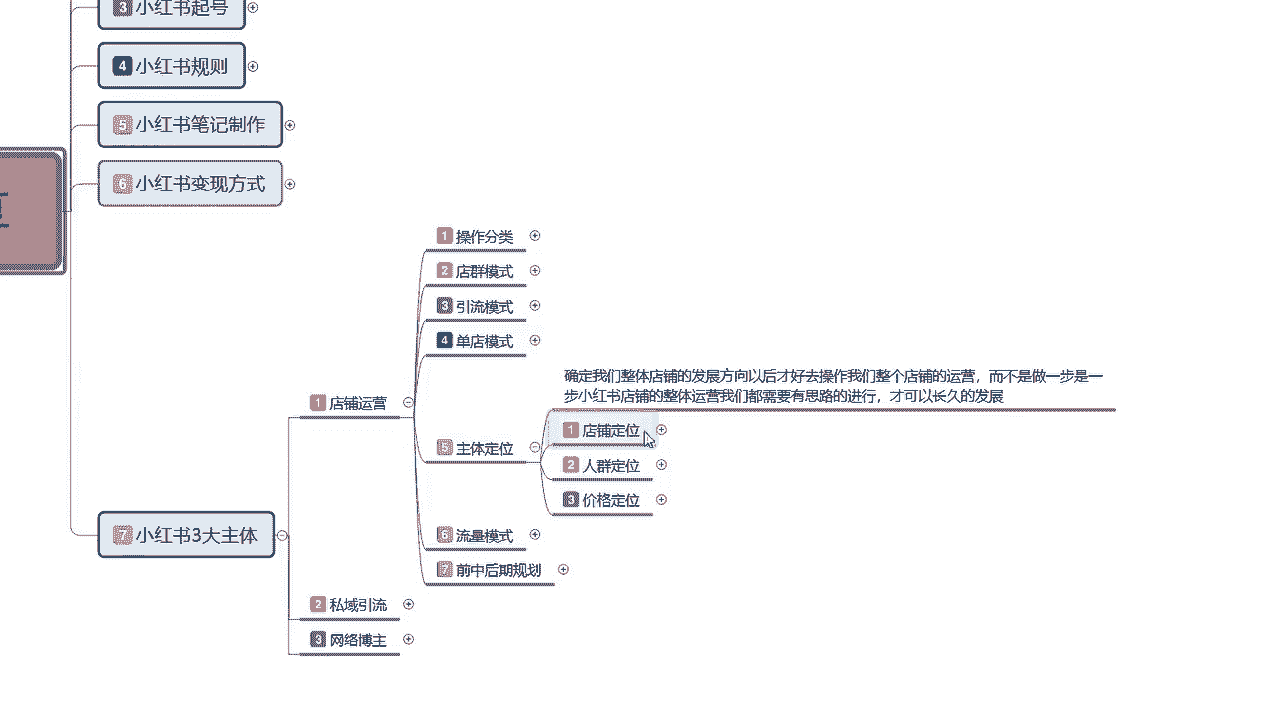 3 小红书起号
4 小红书规则
5 小红书笔记制作
6 小红书变现方式
7 小红书3大主体
1 店铺运营
1 操作分类
2 店群模式
3 引流模式
4 单店模式
5 主体定位
确定我们整体店铺的发展方向以后才好去操作我们整个店铺的运营，而不是做一步是一
步小红书店铺的整体运营我们都需要有思路的进行，才可以长久的发展
1 店铺定位
2 人群定位
3 价格定位
6 流量模式
7 前中后期规划
2 私域引流
3 网络博主